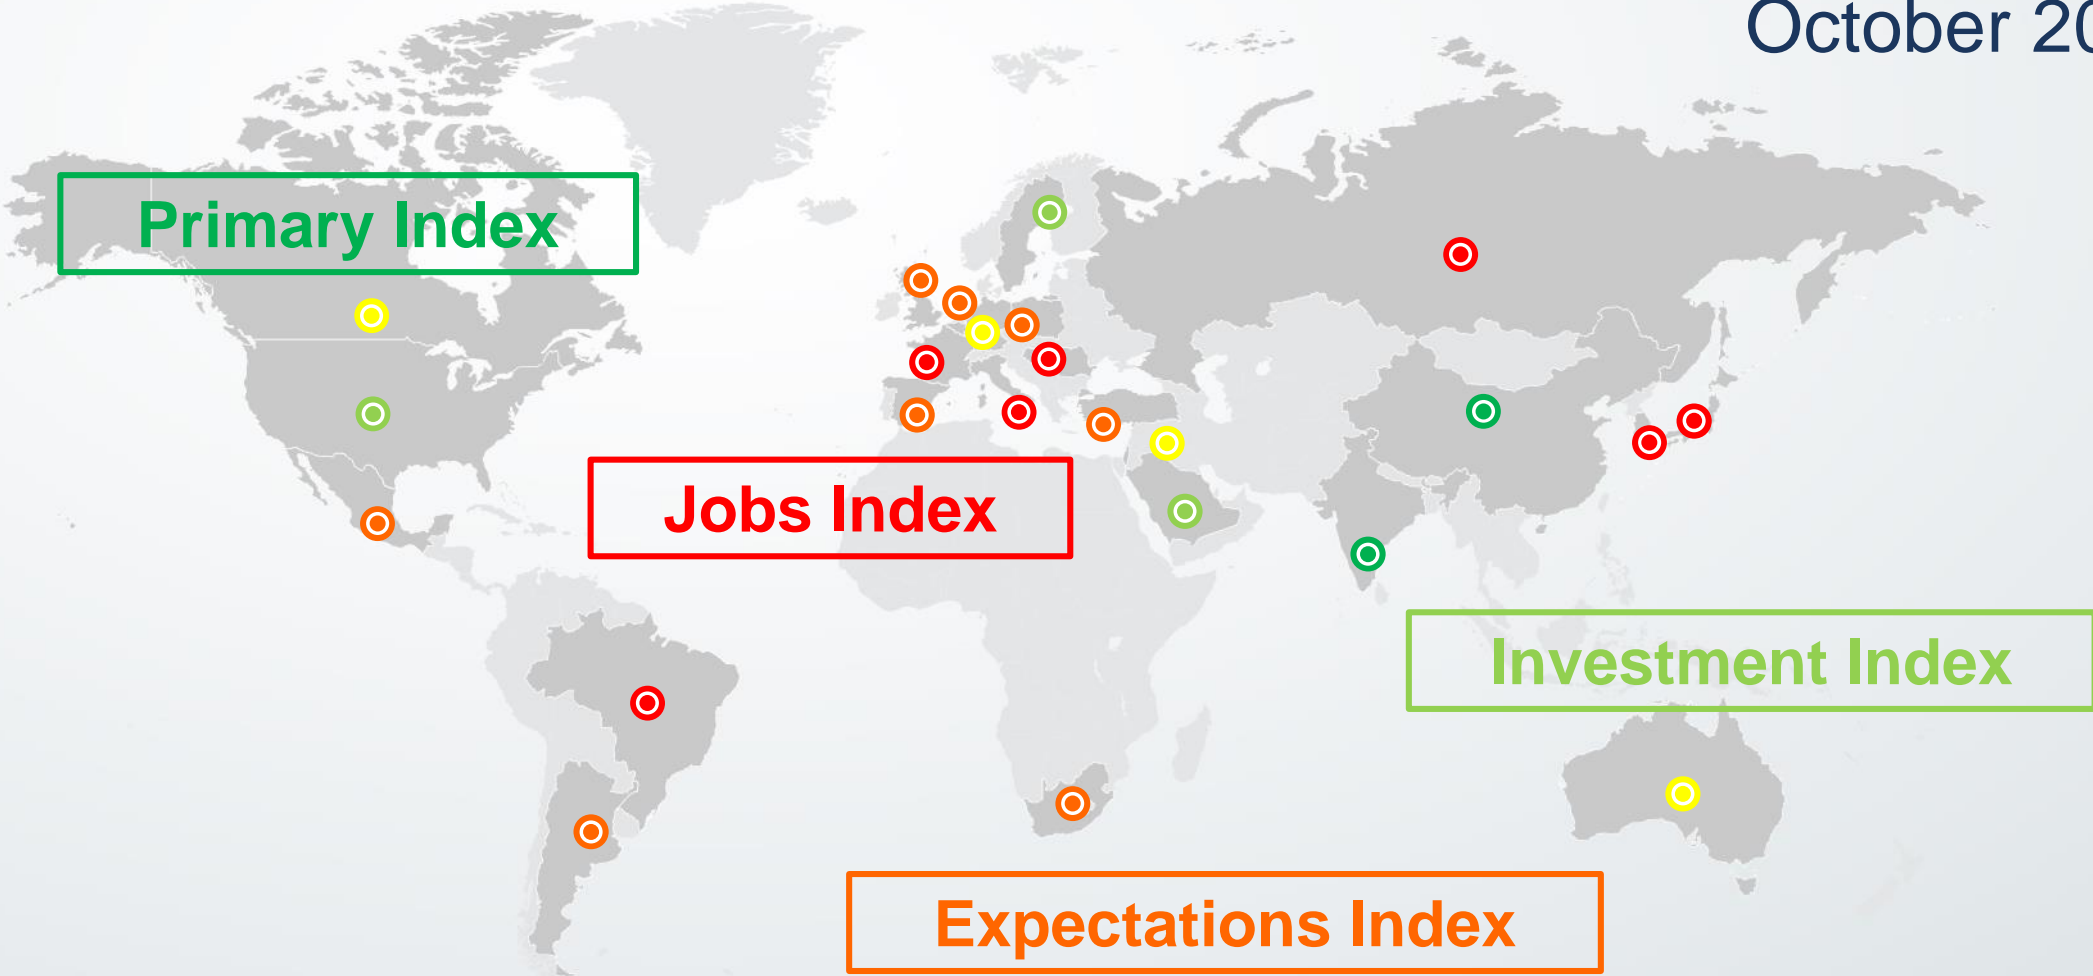 October 20
Primary Index
Jobs Index
Investment Index
Expectations Index